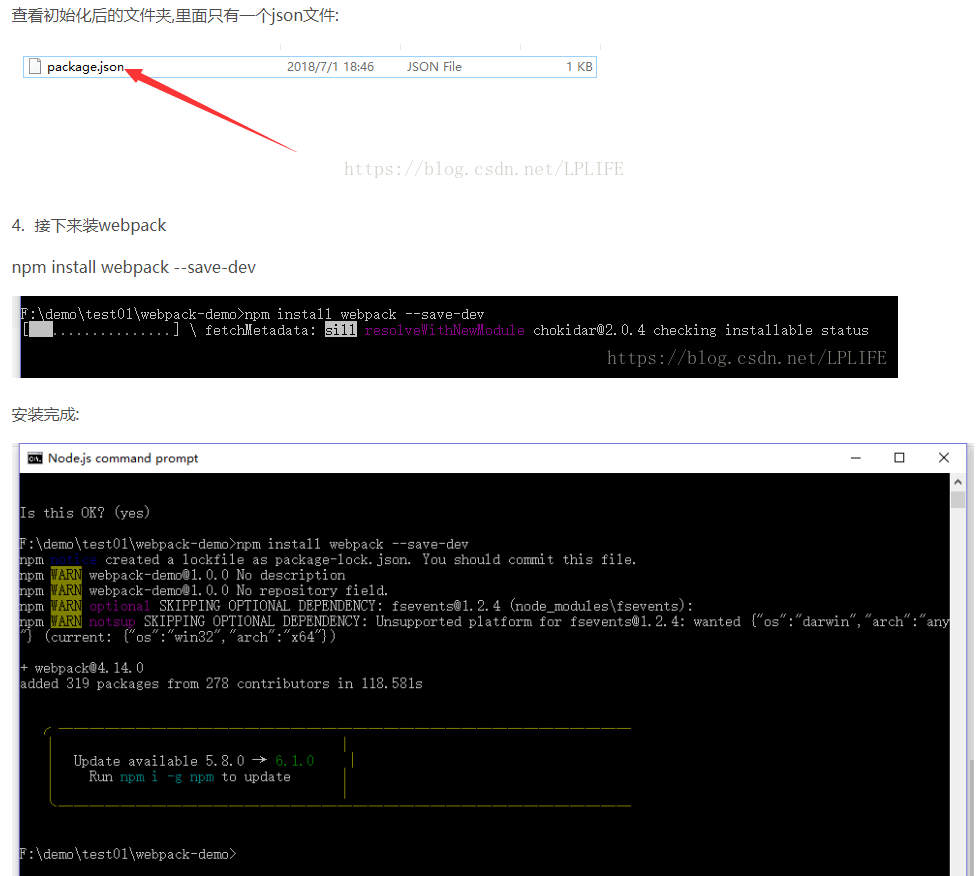 查看初始化后的文件夹,里面只有一个json文件:
package.json 2018/7/1 18:46 JSON File 1 KB
https://blog.csdn.net/LPLIFE
4. 接下来装webpack
npm install webpack --save-dev
F:\demo\test01\webpack-demo>npm install webpack --save-dev
[ ...............] \ fetchMetadata: sill resolveWithNewModule chokidar@2.0.4 checking installable status
https://blog.csdn.net/LPLIFE
安装完成:
Node.js command prompt
Is this OK? (yes)
F:\demo\test01\webpack-demo>npm install webpack --save-dev
npm notice created a lockfile as package-lock.json. You should commit this file.
npm WARN webpack-demo@1.0.0 No description
npm WARN webpack-demo@1.0.0 No repository field.
npm WARN optional SKIPPING OPTIONAL DEPENDENCY: fsevents@1.2.4 (node_modules\fsevents):
npm WARN notsup SKIPPING OPTIONAL DEPENDENCY: Unsupported platform for fsevents@1.2.4: wanted {"os":"darwin","arch":"any
"} (current: {"os":"win32","arch":"x64"})
+ webpack@4.14.0
added 319 packages from 278 contributors in 118.581s
Update available 5.8.0 → 6.1.0
Run npm i -g npm to update
F:\demo\test01\webpack-demo>